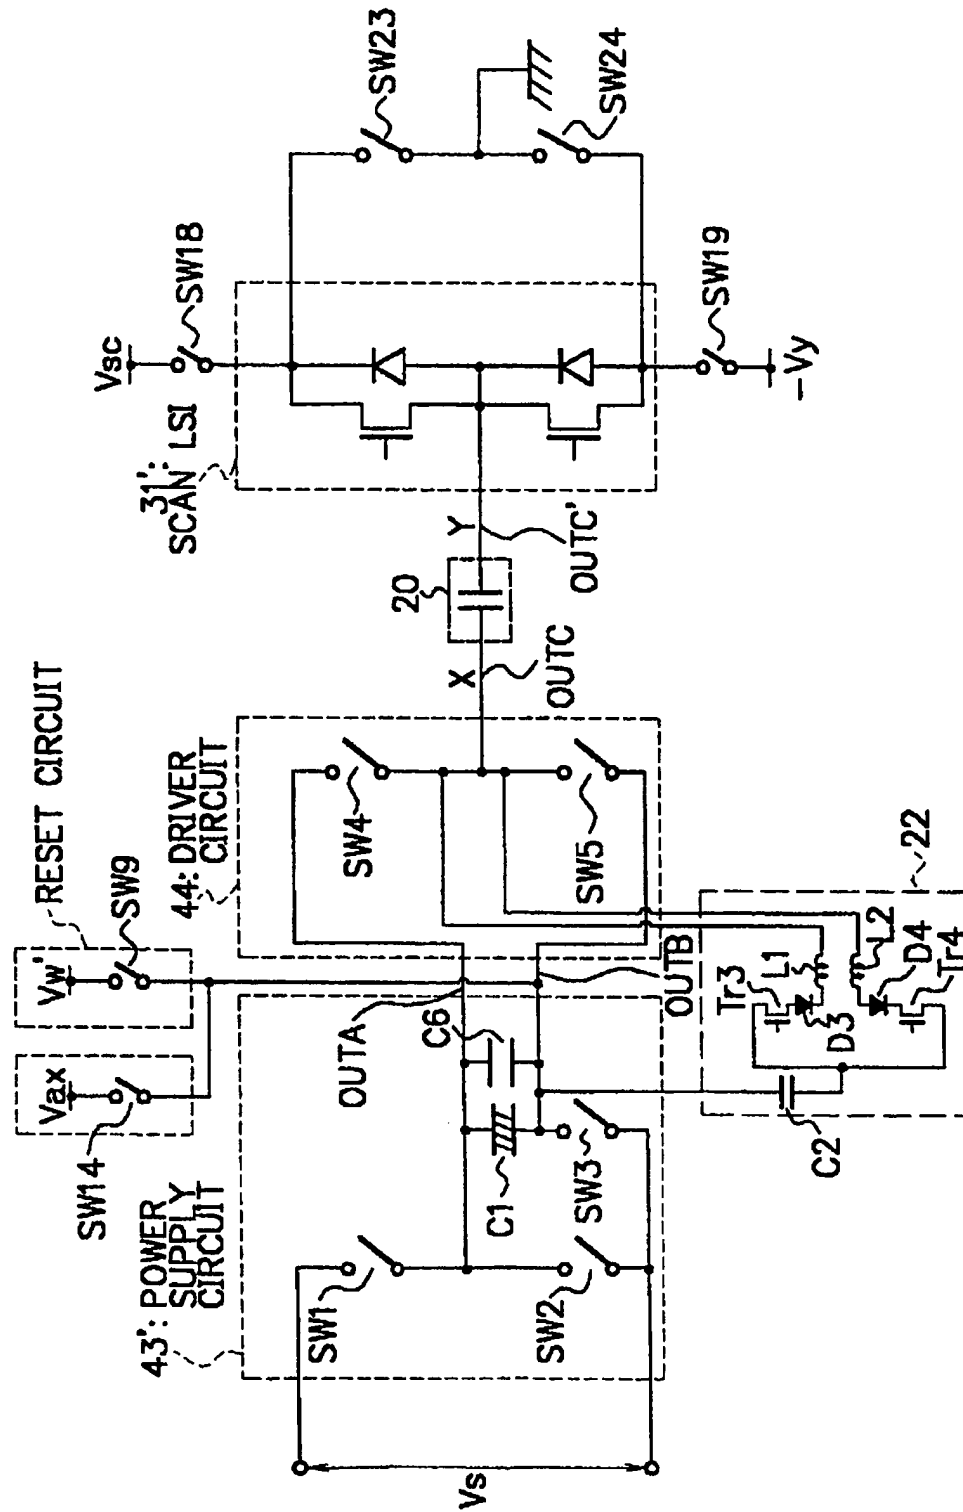 RESET CIRCUIT
Vw'
SW9
Vax
SW14
43': POWER
SUPPLY
CIRCUIT
44: DRIVER
CIRCUIT
31':
SCAN LSI
Vsc
SW18
SW23
SW24
SW19
-Vy
Vs
SW1
SW2
SW3
C1
C6
OUTA
OUTB
SW4
SW5
X
OUTC
20
Y
OUTC'
22
C2
Tr3
D3
L1
L2
D4
Tr4